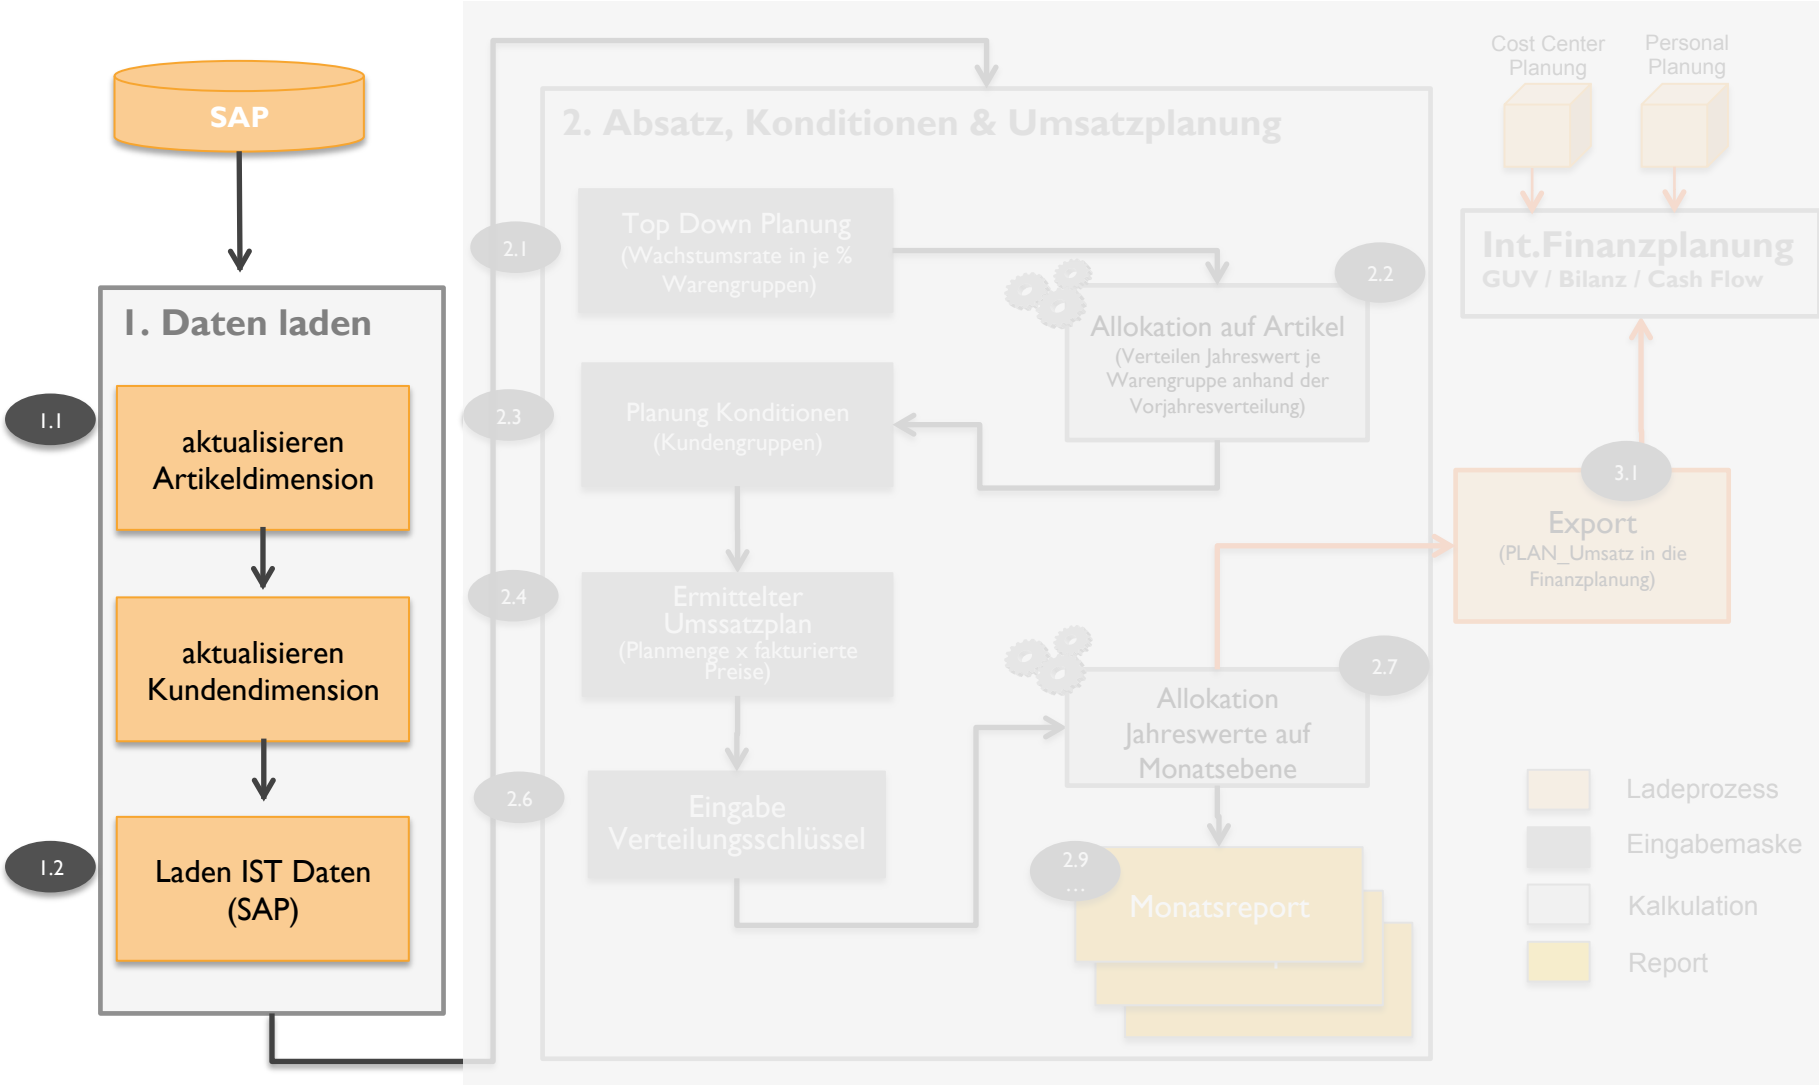 SAP
1. Daten laden
1.1
aktualisieren
Artikeldimension
aktualisieren
Kundendimension
1.2
Laden IST Daten
(SAP)
2. Absatz, Konditionen & Umsatzplanung
2.1
Top Down Planung
(Wachstumsrate in je %
Warengruppen)
2.2
Allokation auf Artikel
(Verteilen Jahreswert je
Warengruppe anhand der
Vorjahresverteilung)
2.3
Planung Konditionen
(Kundengruppen)
2.4
Ermittelter
Umssatzplan
(Planmenge x fakturierte
Preise)
2.6
Eingabe
Verteilungsschlüssel
2.7
Allokation
Jahreswerte auf
Monatsebene
2.9
...
Monatsreport
Cost Center
Planung
Personal
Planung
Int.Finanzplanung
GUV / Bilanz / Cash Flow
3.1
Export
(PLAN_Umsatz in die
Finanzplanung)
Ladeprozess
Eingabemaske
Kalkulation
Report